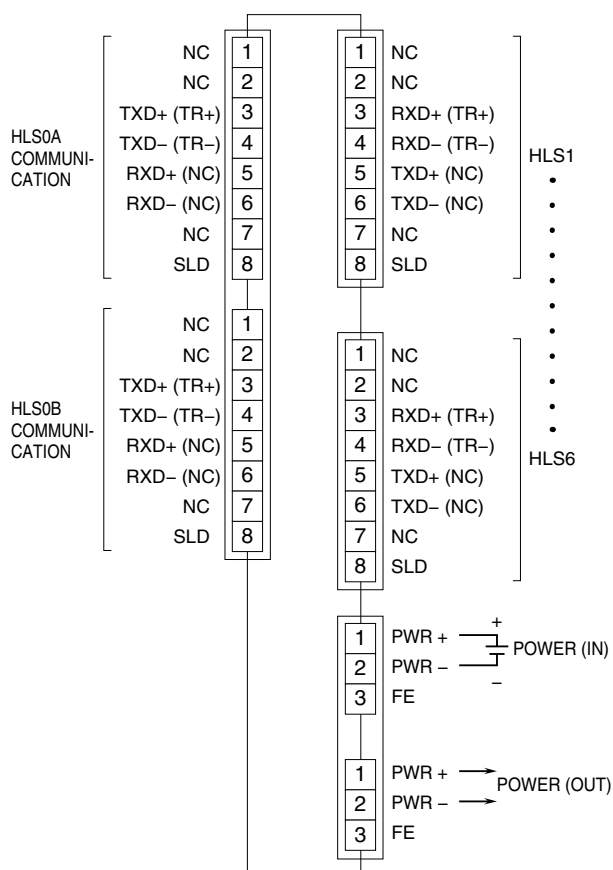 NC 1
NC 2
TXD+ (TR+) 3
TXD− (TR−) 4
RXD+ (NC) 5
RXD− (NC) 6
NC 7
SLD 8
HLS0A
COMMUNI-
CATION
NC 1
NC 2
TXD+ (TR+) 3
TXD− (TR−) 4
RXD+ (NC) 5
RXD− (NC) 6
NC 7
SLD 8
HLS0B
COMMUNI-
CATION
1 NC
2 NC
3 RXD+ (TR+)
4 RXD− (TR−)
5 TXD+ (NC)
6 TXD− (NC)
7 NC
8 SLD
HLS1
1 NC
2 NC
3 RXD+ (TR+)
4 RXD− (TR−)
5 TXD+ (NC)
6 TXD− (NC)
7 NC
8 SLD
HLS6
1 PWR +
2 PWR −
3 FE
+
POWER (IN)
−
1 PWR +
2 PWR −
3 FE
POWER (OUT)